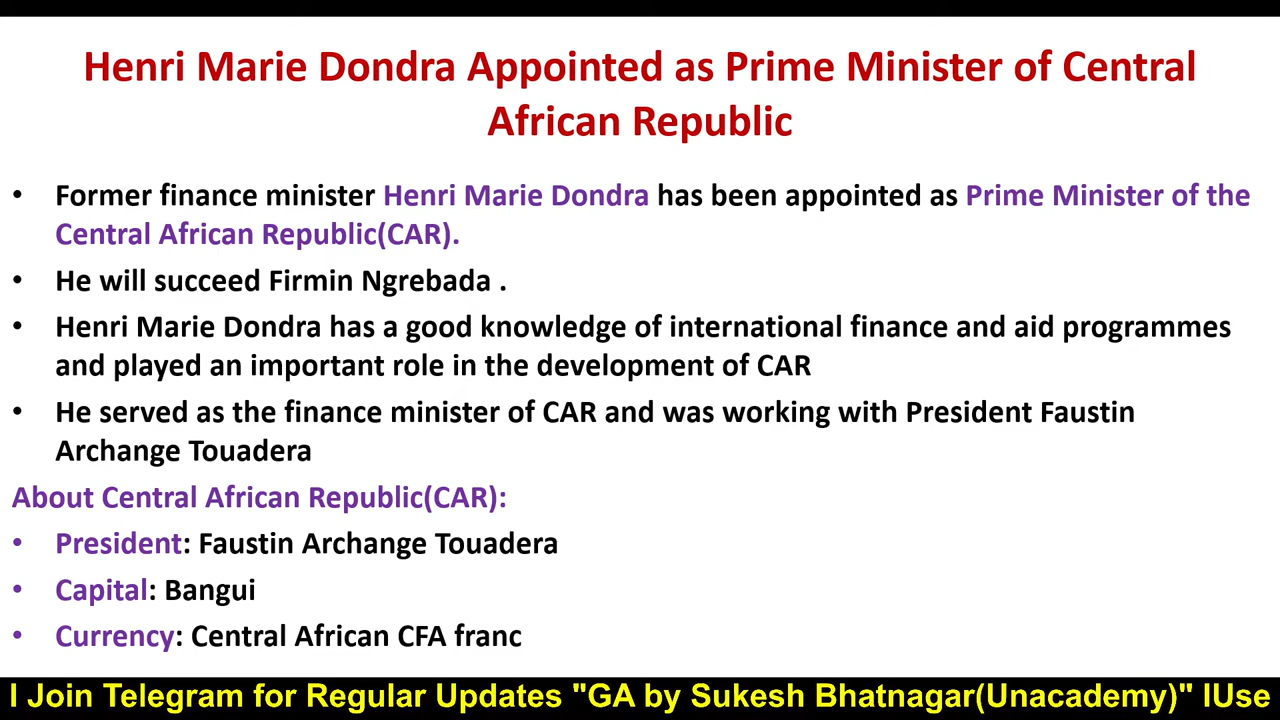 Henri Marie Dondra Appointed as Prime Minister of Central
African Republic
• Former finance minister Henri Marie Dondra has been appointed as Prime Minister of the
Central African Republic(CAR).
• He will succeed Firmin Ngrebada .
• Henri Marie Dondra has a good knowledge of international finance and aid programmes
and played an important role in the development of CAR
• He served as the finance minister of CAR and was working with President Faustin
Archange Touadera
About Central African Republic(CAR):
• President: Faustin Archange Touadera
• Capital: Bangui
• Currency: Central African CFA franc
I Join Telegram for Regular Updates "GA by Sukesh Bhatnagar(Unacademy)" IUse